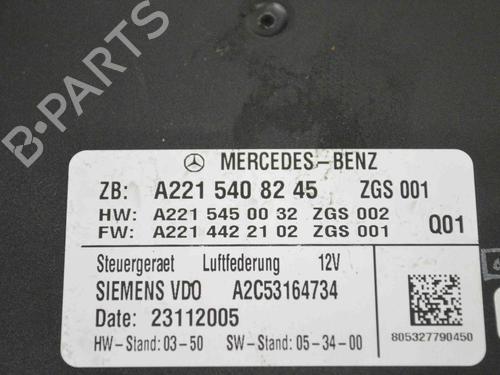 B-PARTS
MERCEDES-BENZ
ZB: A221 540 82 45 ZGS 001
HW: A221 545 00 32 ZGS 002
FW: A221 442 21 02 ZGS 001 Q01
Steuergeraet Luftfederung 12V
SIEMENS VDO A2C53164734
Date: 23112005
805327790450
HW-Stand: 03-50 SW-Stand: 05-34-00